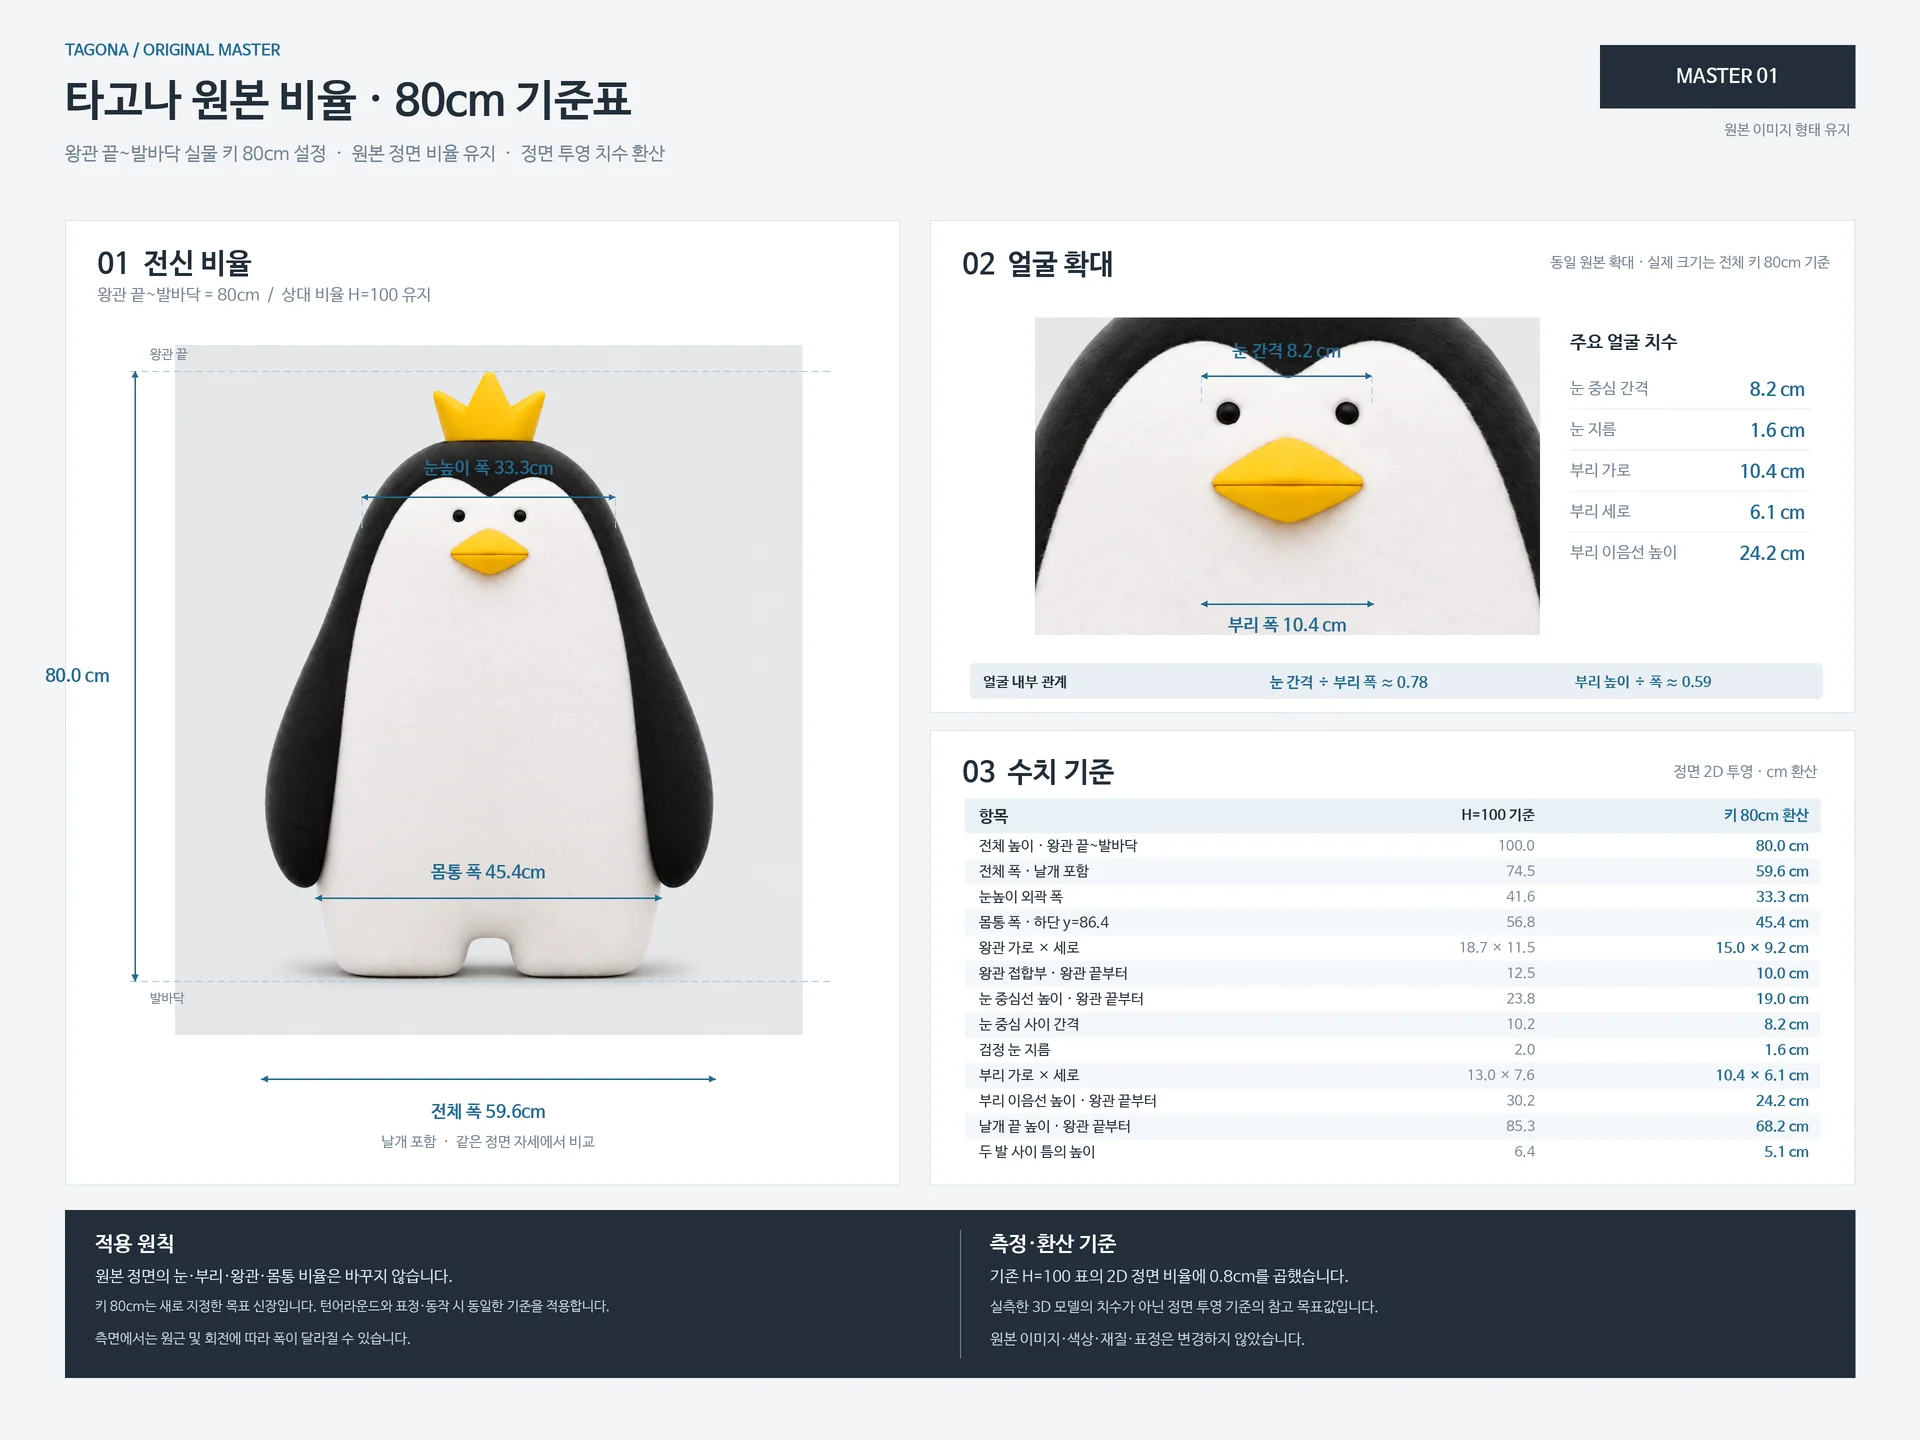 TAGONA / ORIGINAL MASTER
타고나 원본 비율 · 80cm 기준표
왕관 끝~발바닥 실물 키 80cm 설정 · 원본 정면 비율 유지 · 정면 투영 치수 환산
MASTER 01
원본 이미지 형태 유지
01 전신 비율
왕관 끝~발바닥 = 80cm / 상대 비율 H=100 유지
왕관 끝
눈높이 폭 33.3cm
80.0 cm
몸통 폭 45.4cm
발바닥
전체 폭 59.6cm
날개 포함 · 같은 정면 자세에서 비교
02 얼굴 확대
동일 원본 확대 · 실제 크기는 전체 키 80cm 기준
눈 간격 8.2 cm
부리 폭 10.4 cm
주요 얼굴 치수
눈 중심 간격 8.2 cm
눈 지름 1.6 cm
부리 가로 10.4 cm
부리 세로 6.1 cm
부리 이음선 높이 24.2 cm
얼굴 내부 관계 눈 간격 ÷ 부리 폭 ≈ 0.78 부리 높이 ÷ 폭 ≈ 0.59
03 수치 기준
정면 2D 투영 · cm 환산
항목 H=100 기준 키 80cm 환산
전체 높이 · 왕관 끝~발바닥 100.0 80.0 cm
전체 폭 · 날개 포함 74.5 59.6 cm
눈높이 외곽 폭 41.6 33.3 cm
몸통 폭 · 하단 y=86.4 56.8 45.4 cm
왕관 가로 × 세로 18.7 × 11.5 15.0 × 9.2 cm
왕관 접합부 · 왕관 끝부터 12.5 10.0 cm
눈 중심선 높이 · 왕관 끝부터 23.8 19.0 cm
눈 중심 사이 간격 10.2 8.2 cm
검정 눈 지름 2.0 1.6 cm
부리 가로 × 세로 13.0 × 7.6 10.4 × 6.1 cm
부리 이음선 높이 · 왕관 끝부터 30.2 24.2 cm
날개 끝 높이 · 왕관 끝부터 85.3 68.2 cm
두 발 사이 틈의 높이 6.4 5.1 cm
적용 원칙
원본 정면의 눈·부리·왕관·몸통 비율은 바꾸지 않습니다.
키 80cm는 새로 지정한 목표 신장입니다. 턴어라운드와 표정·동작 시 동일한 기준을 적용합니다.
측면에서는 원근 및 회전에 따라 폭이 달라질 수 있습니다.
측정·환산 기준
기존 H=100 표의 2D 정면 비율에 0.8cm를 곱했습니다.
실측한 3D 모델의 치수가 아닌 정면 투영 기준의 참고 목표값입니다.
원본 이미지·색상·재질·표정은 변경하지 않았습니다.